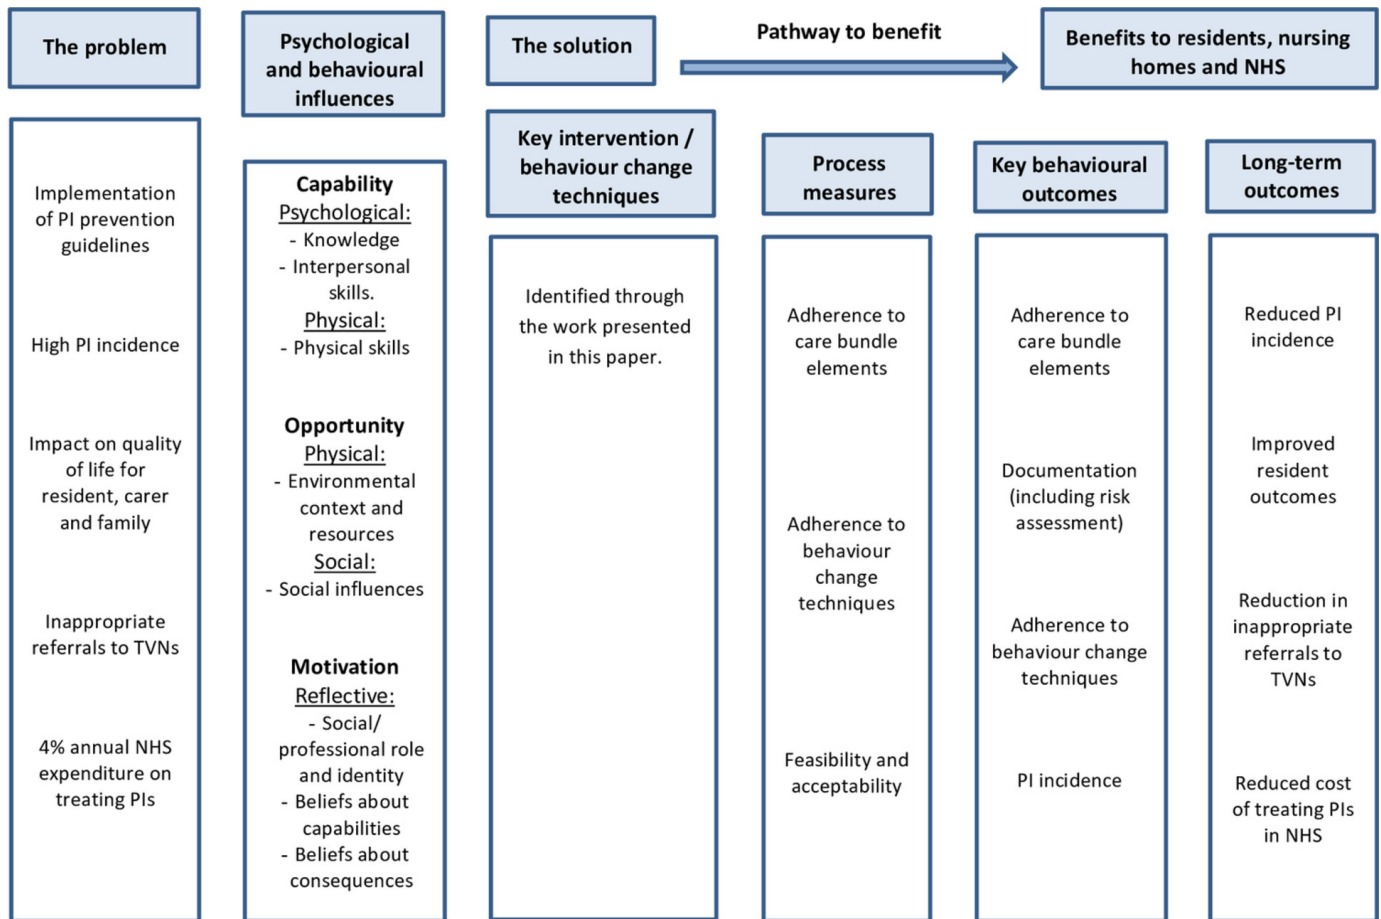 The problem
Implementation
of PI prevention
guidelines
High PI incidence
Impact on quality
of life for
resident, carer
and family
Inappropriate
referrals to TVNs
4% annual NHS
expenditure on
treating PIs
Psychological
and behavioural
influences
Capability
Psychological:
- Knowledge
- Interpersonal
skills.
Physical:
- Physical skills
Opportunity
Physical:
- Environmental
context and
resources
Social:
- Social influences
Motivation
Reflective:
- Social/
professional role
and identity
- Beliefs about
capabilities
- Beliefs about
consequences
The solution
Pathway to benefit
Benefits to residents, nursing
homes and NHS
Key intervention /
behaviour change
techniques
Identified through
the work presented
in this paper.
Process
measures
Adherence to
care bundle
elements
Adherence to
behaviour
change
techniques
Feasibility and
acceptability
Key behavioural
outcomes
Adherence to
care bundle
elements
Documentation
(including risk
assessment)
Adherence to
behaviour change
techniques
PI incidence
Long-term
outcomes
Reduced PI
incidence
Improved
resident
outcomes
Reduction in
inappropriate
referrals to
TVNs
Reduced cost
of treating PIs
in NHS